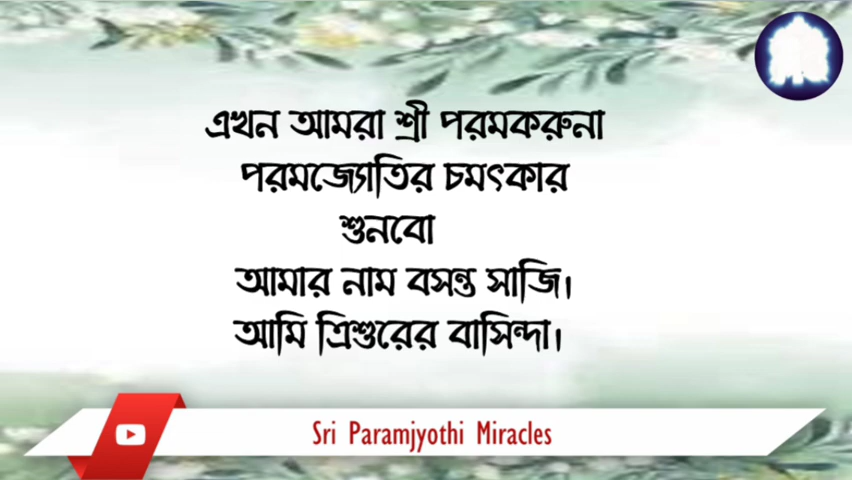 এখন আমরা শ্রী পরমকরুনা
পরমজ্যোতির চমৎকার
শুনবো
আমার নাম বসন্ত সাজি।
আমি ত্রিশুরের বাসিন্দা।
Sri Paramjyothi Miracles